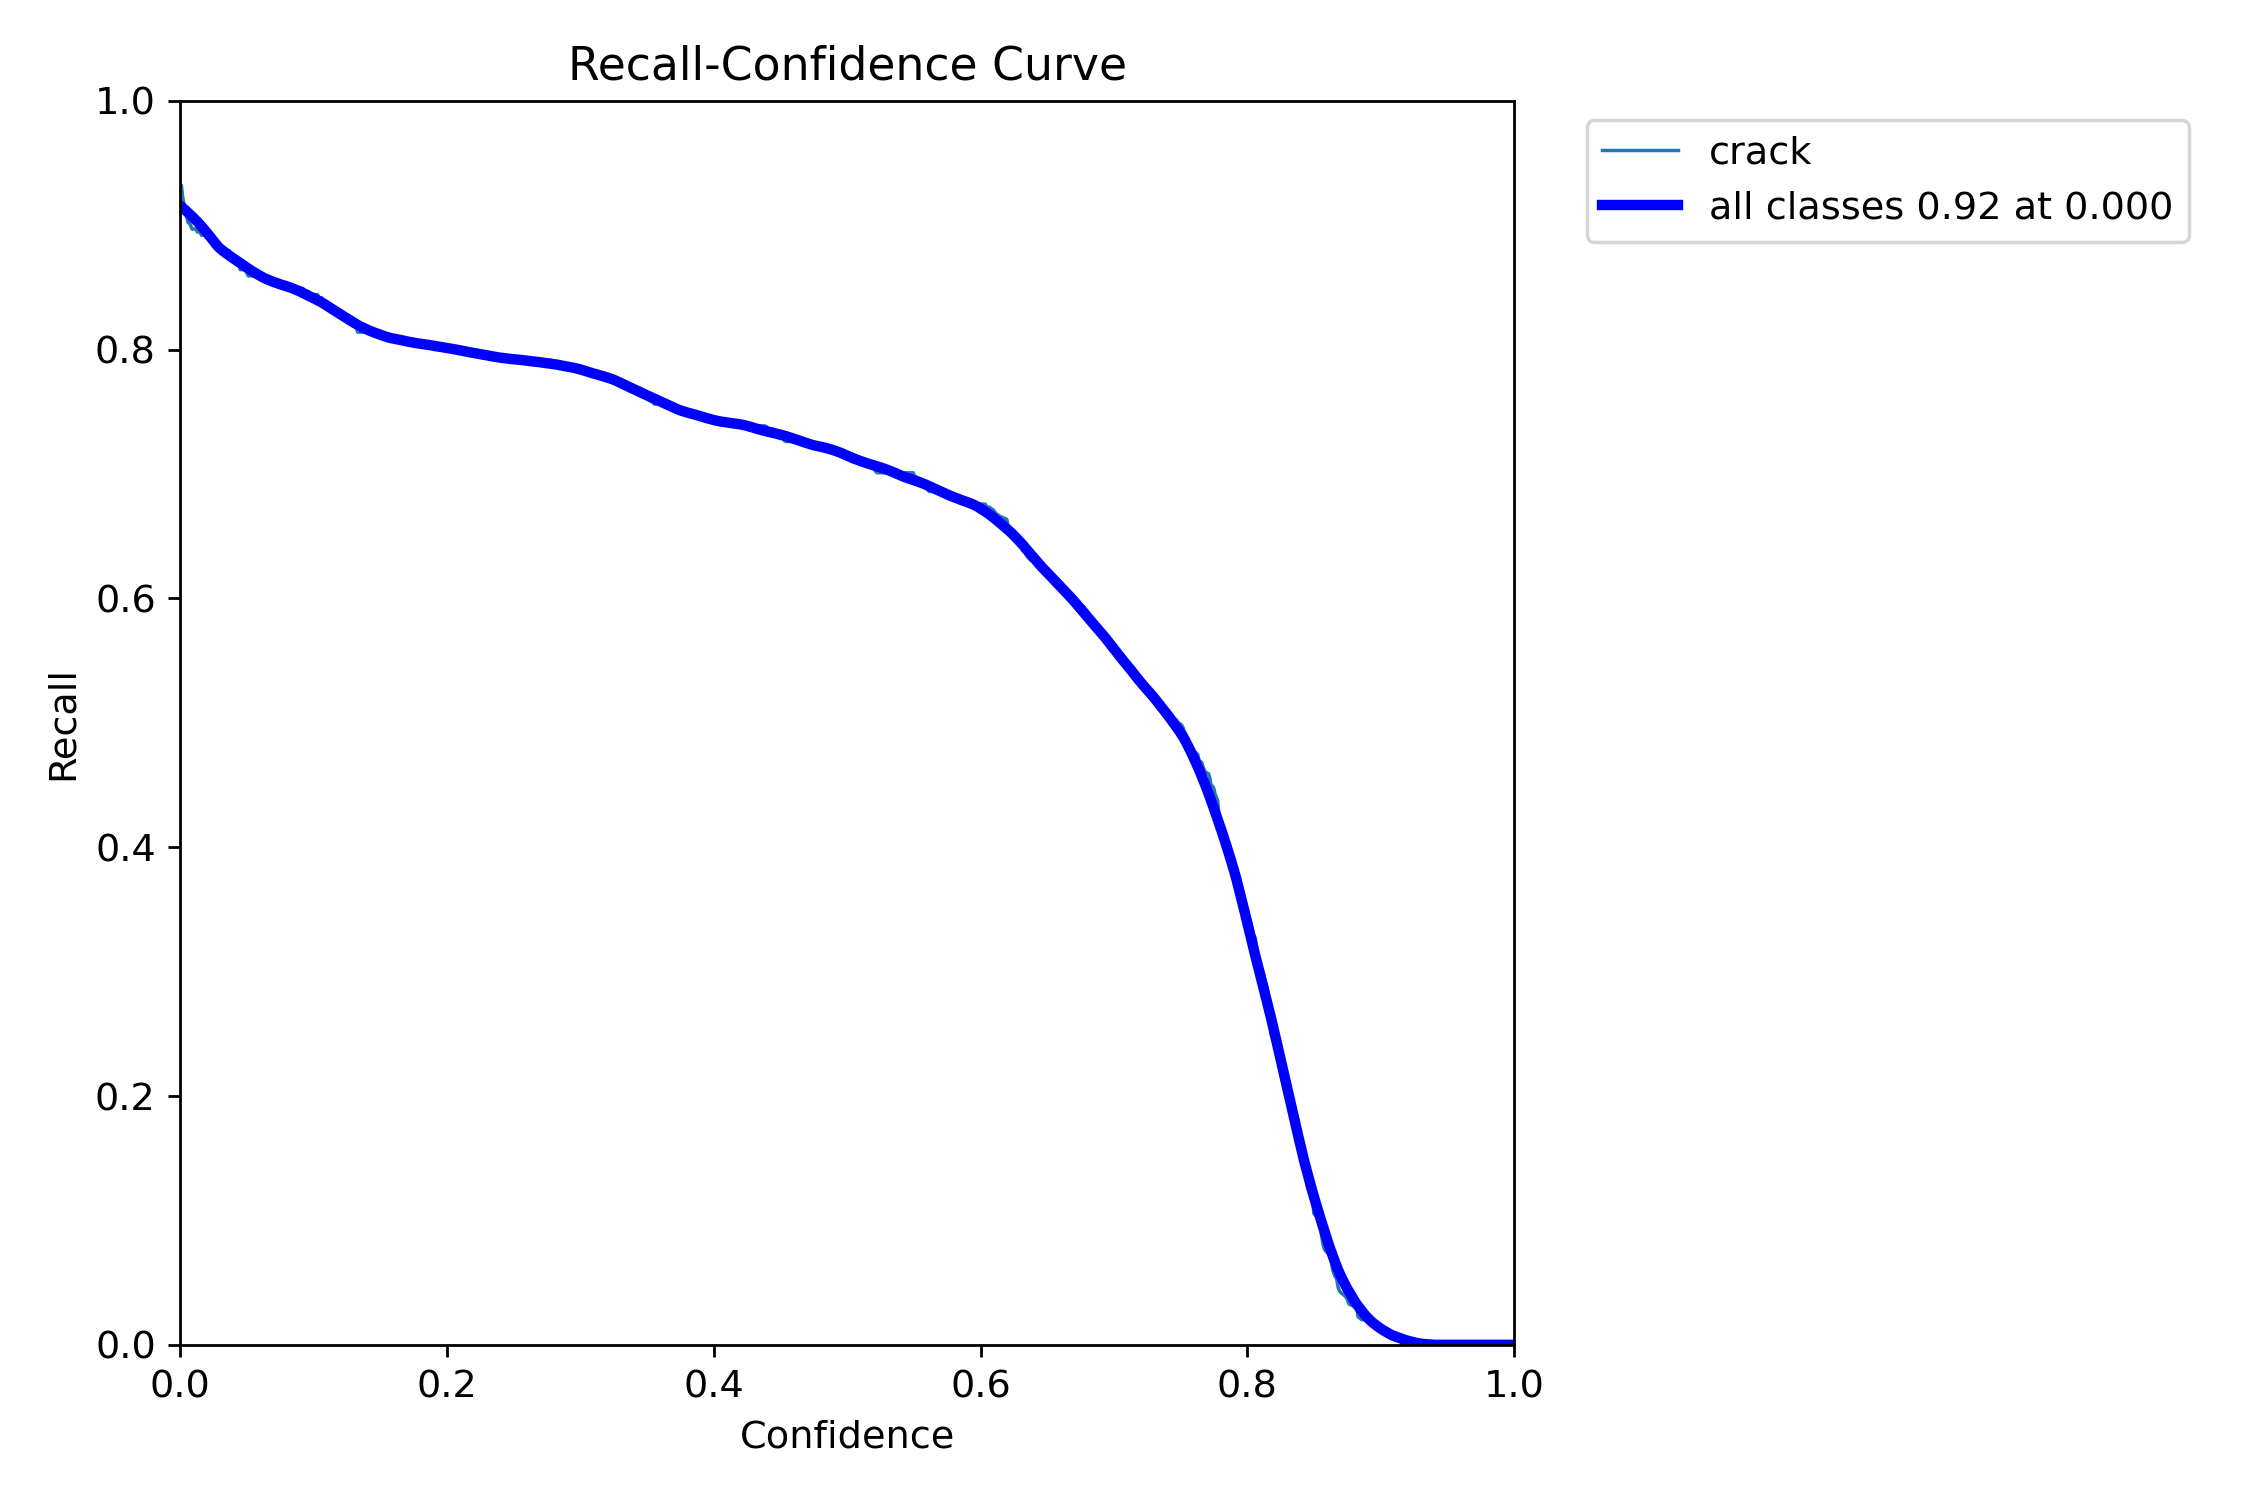 Recall-Confidence Curve
1.0
0.8
0.6
0.4
0.2
0.0
Recall
0.0 0.2 0.4 0.6 0.8 1.0
Confidence
crack
all classes 0.92 at 0.000